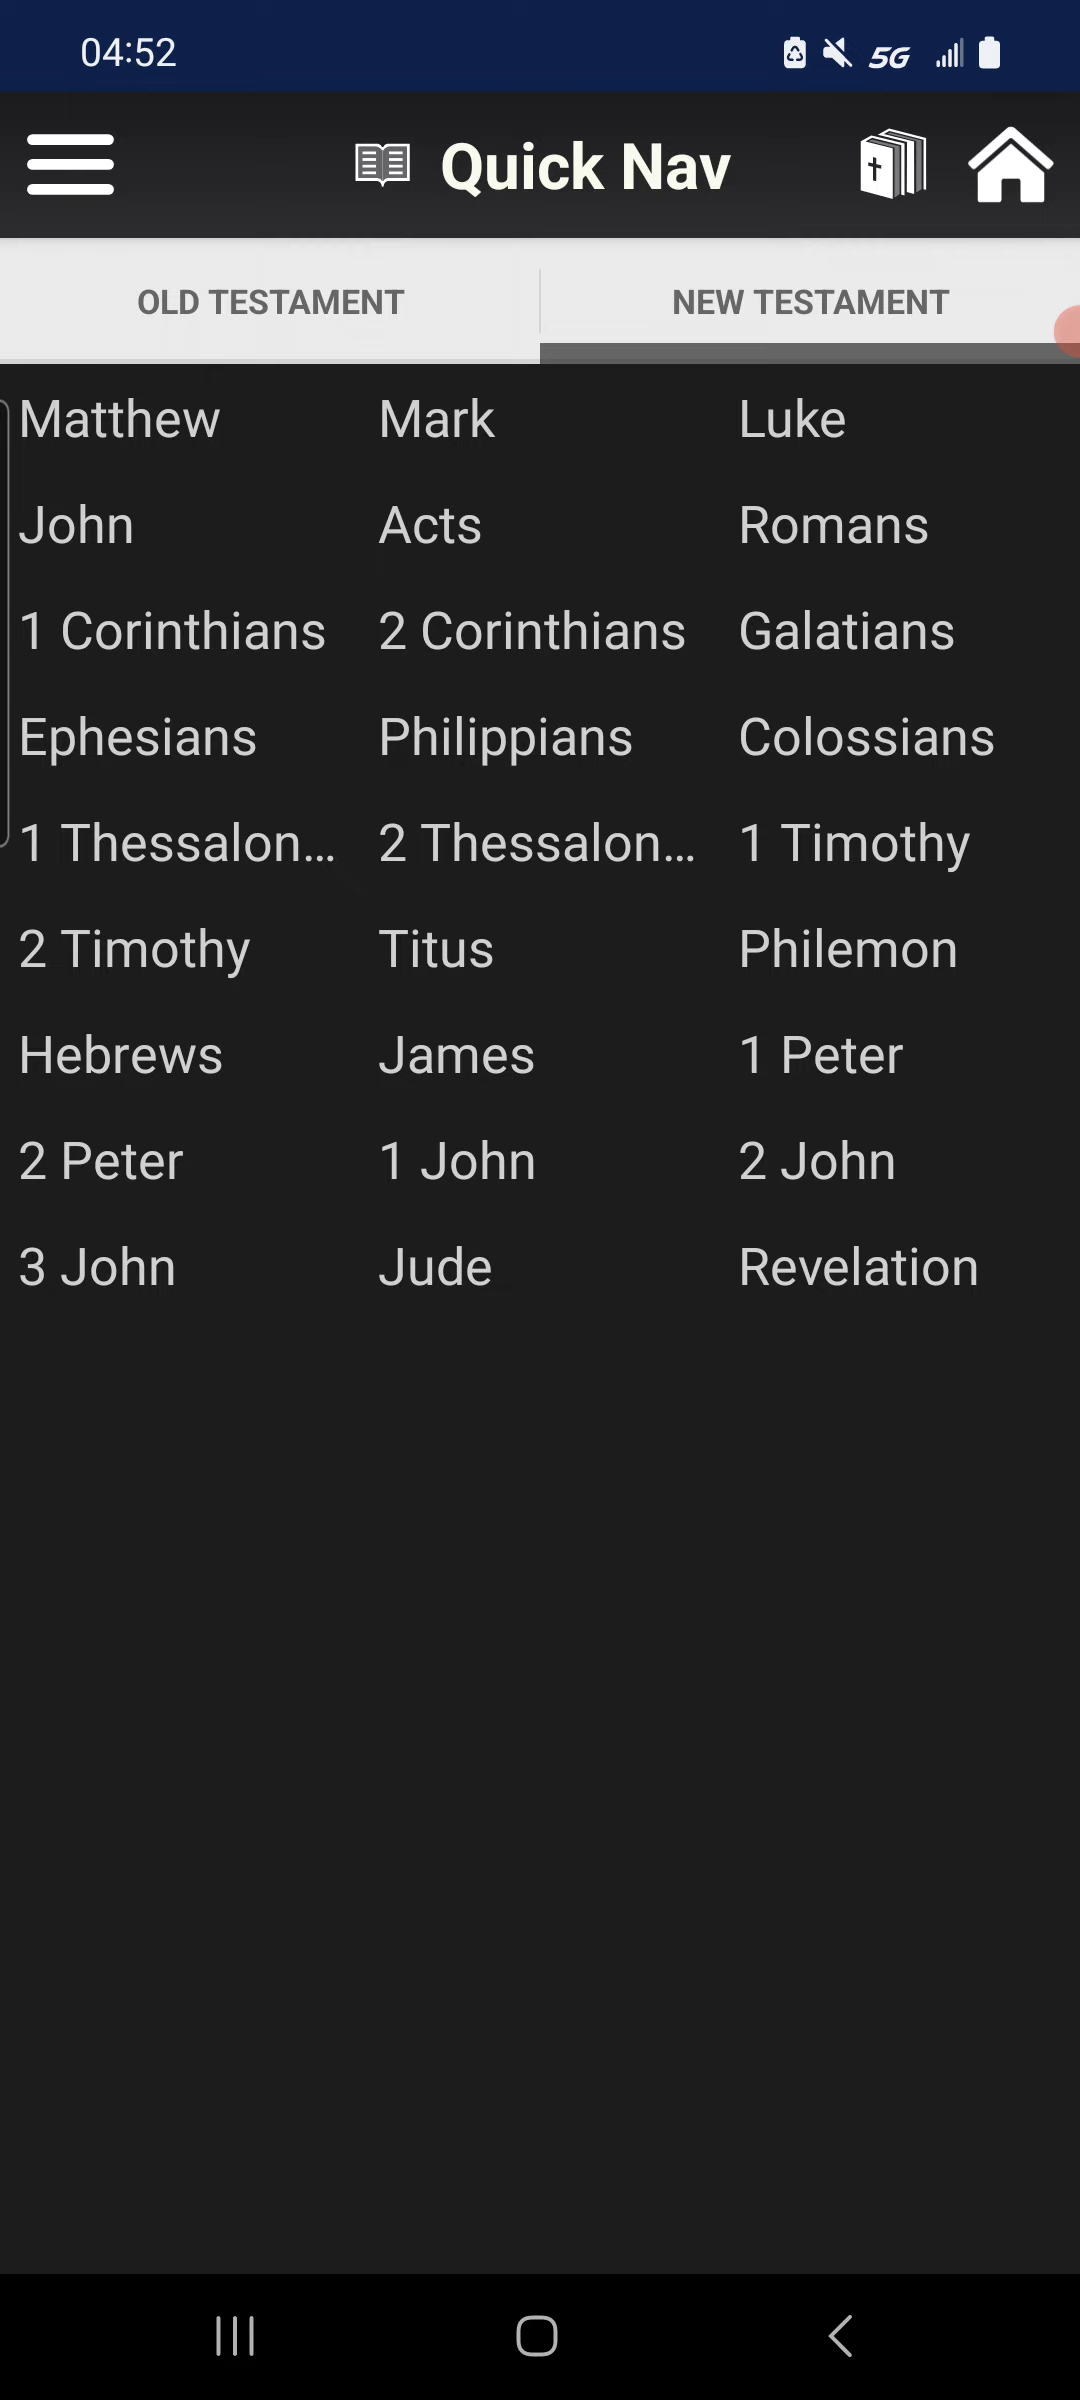 04:52 5G
Quick Nav
OLD TESTAMENT NEW TESTAMENT
Matthew Mark Luke
John Acts Romans
1 Corinthians 2 Corinthians Galatians
Ephesians Philippians Colossians
1 Thessalon... 2 Thessalon... 1 Timothy
2 Timothy Titus Philemon
Hebrews James 1 Peter
2 Peter 1 John 2 John
3 John Jude Revelation